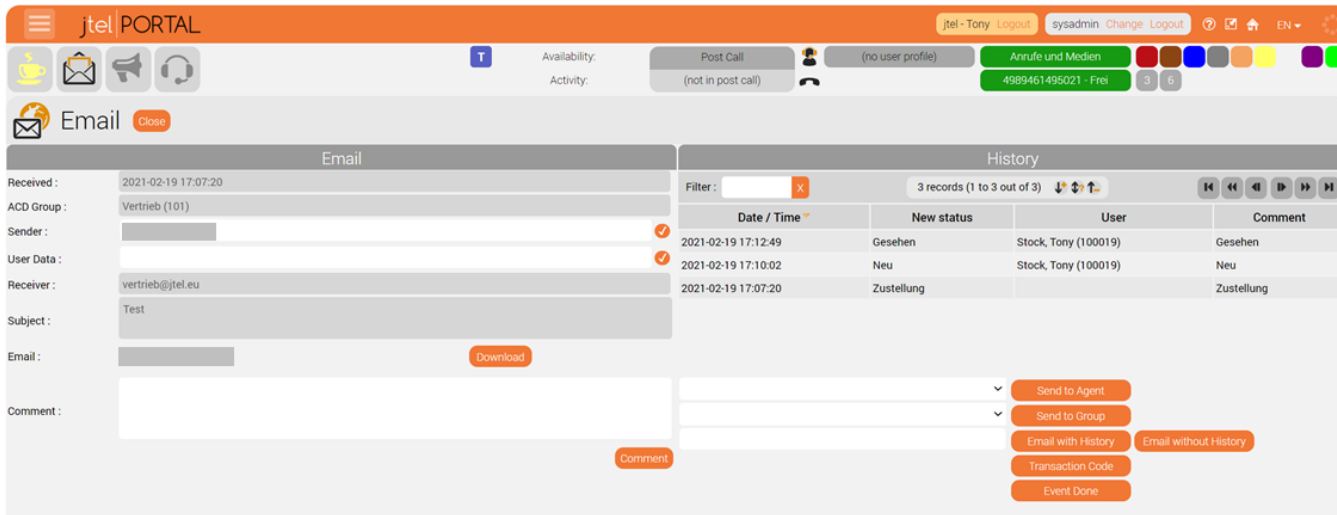 jtel PORTAL
jtel - Tony Logout
sysadmin Change Logout
EN
T
Availability:
Post Call
(no user profile)
Anrufe und Medien
Activity:
(not in post call)
4989461495021 - Frei
3
6
Email
Close
Email
History
Received :
2021-02-19 17:07:20
Filter :
X
3 records (1 to 3 out of 3)
ACD Group :
Vertrieb (101)
Date / Time
New status
User
Comment
Sender :
2021-02-19 17:12:49
Gesehen
Stock, Tony (100019)
Gesehen
User Data :
2021-02-19 17:10:02
Neu
Stock, Tony (100019)
Neu
Receiver :
vertrieb@jtel.eu
2021-02-19 17:07:20
Zustellung
Zustellung
Subject :
Test
Email :
Download
Comment :
Comment
Send to Agent
Send to Group
Email with History
Email without History
Transaction Code
Event Done